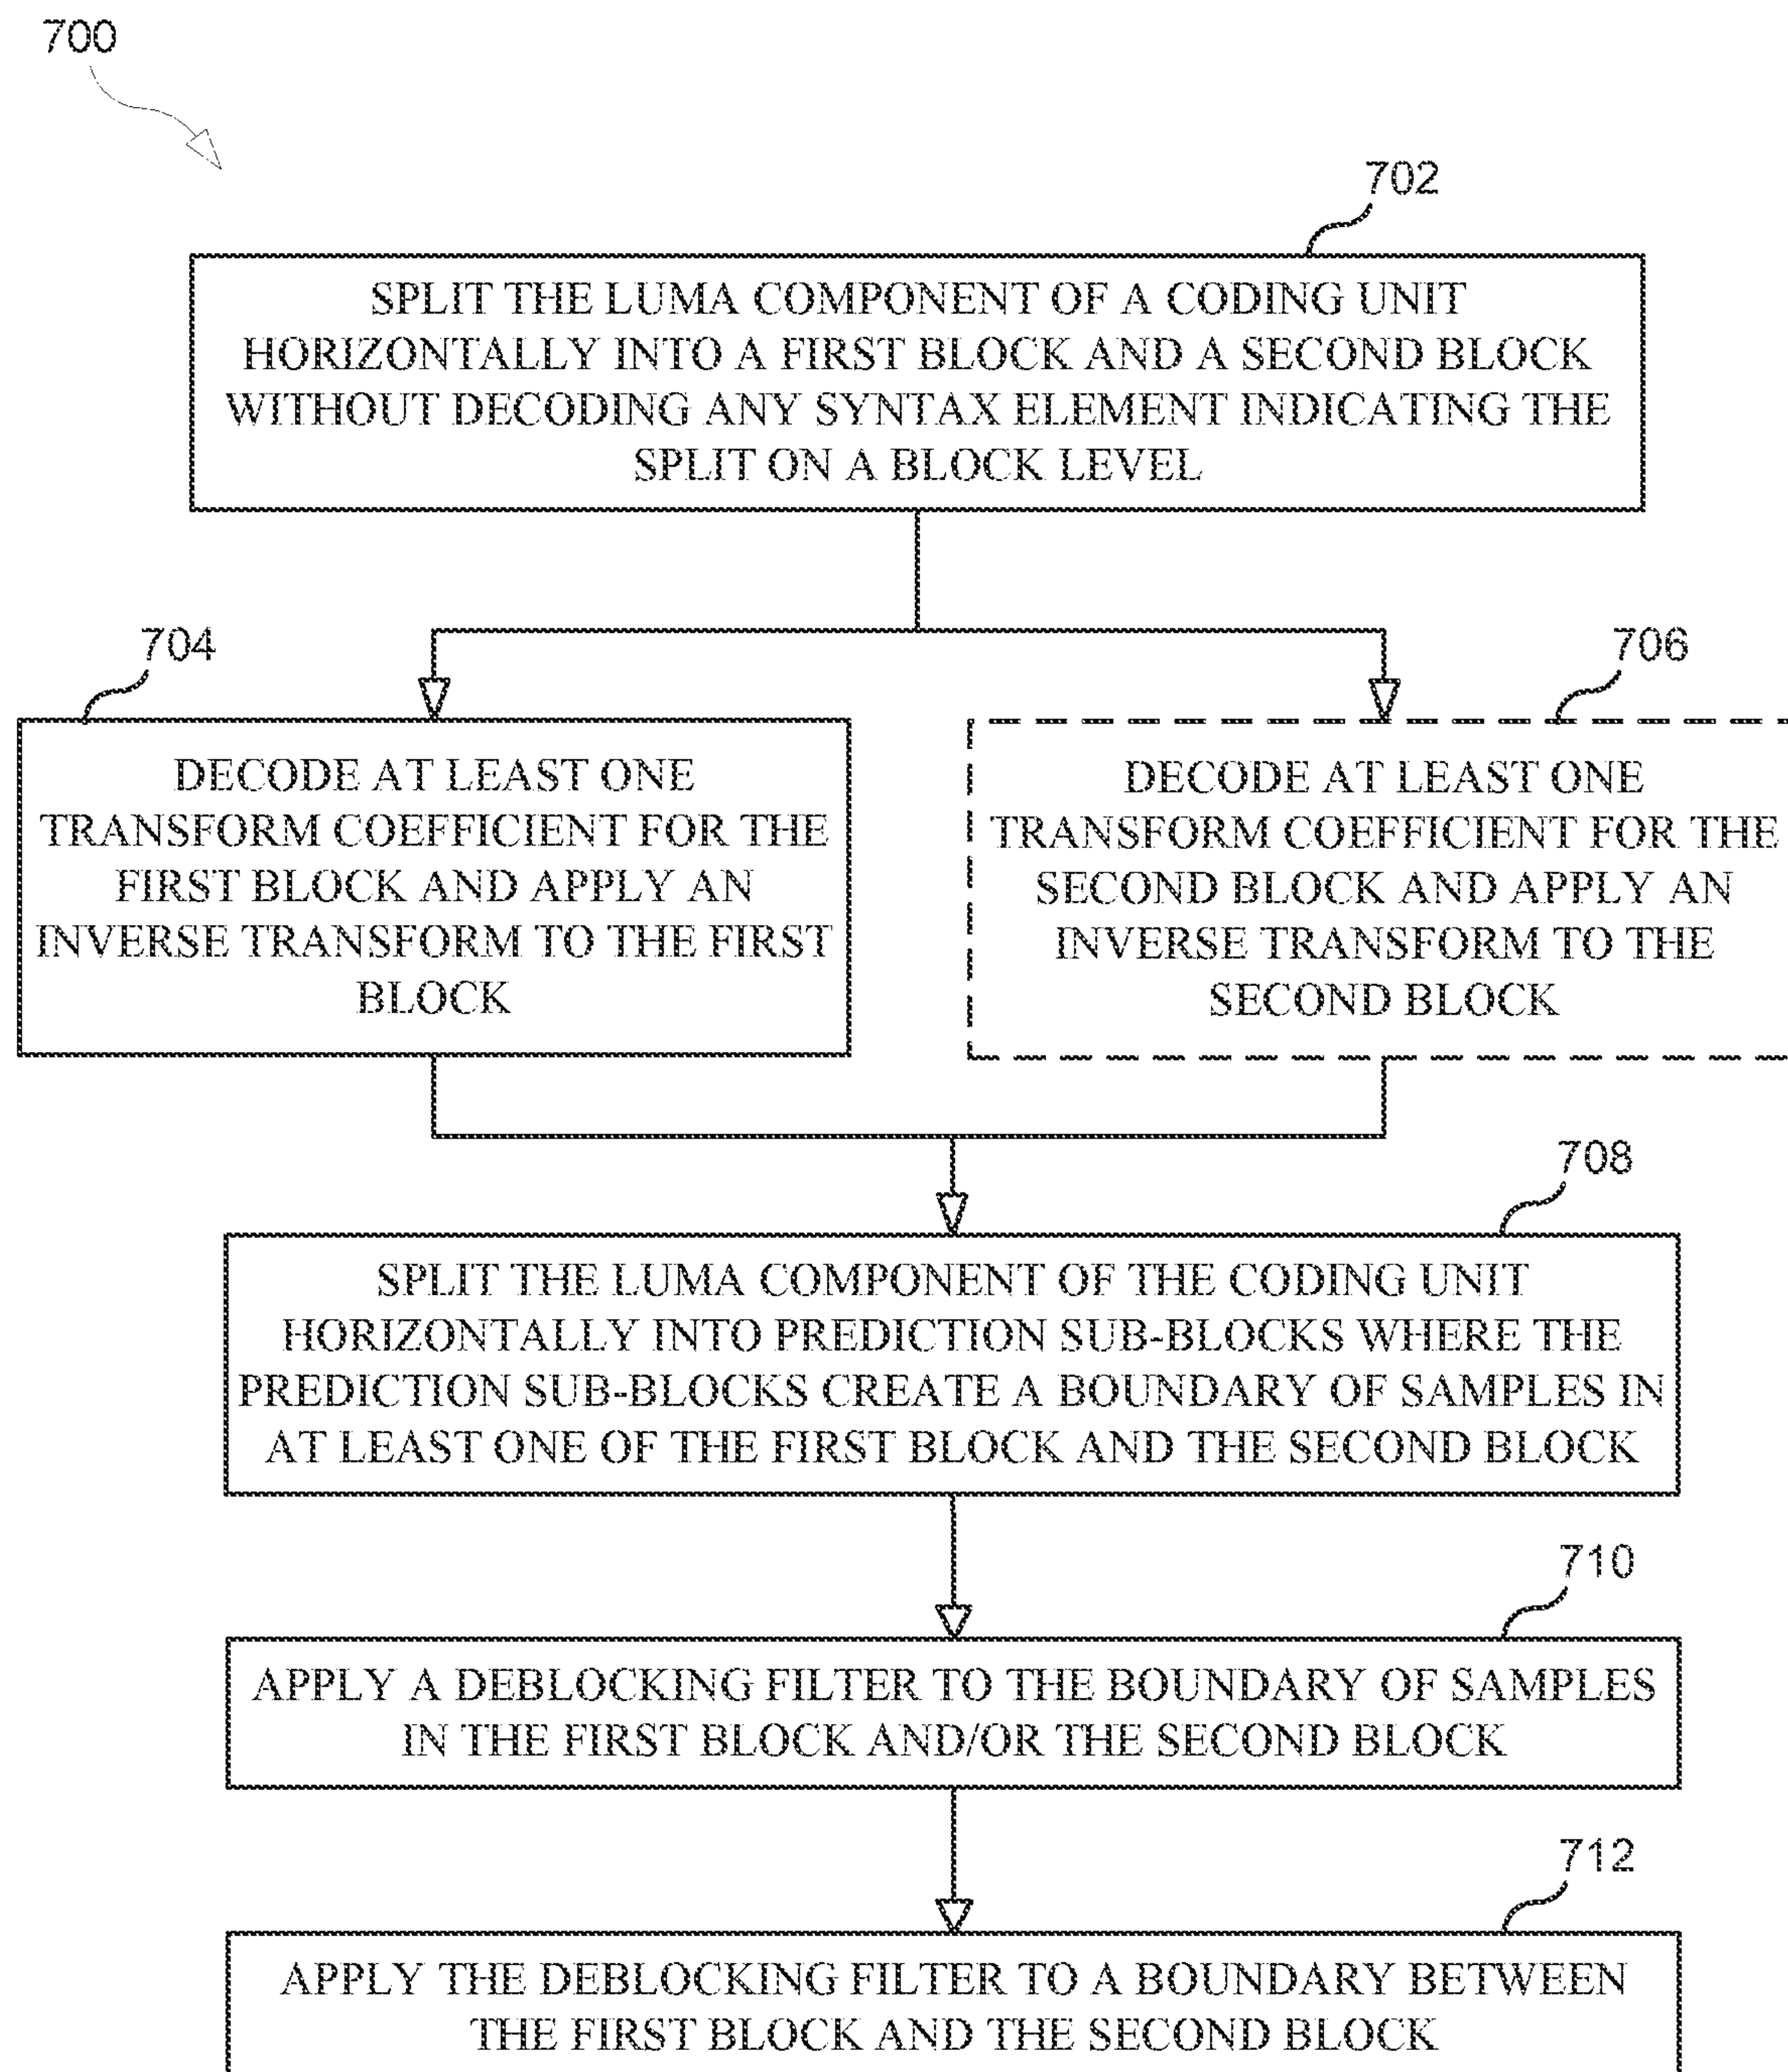 700
702
SPLIT THE LUMA COMPONENT OF A CODING UNIT
HORIZONTALLY INTO A FIRST BLOCK AND A SECOND BLOCK
WITHOUT DECODING ANY SYNTAX ELEMENT INDICATING THE
SPLIT ON A BLOCK LEVEL
704
DECODE AT LEAST ONE
TRANSFORM COEFFICIENT FOR THE
FIRST BLOCK AND APPLY AN
INVERSE TRANSFORM TO THE FIRST
BLOCK
706
DECODE AT LEAST ONE
TRANSFORM COEFFICIENT FOR THE
SECOND BLOCK AND APPLY AN
INVERSE TRANSFORM TO THE
SECOND BLOCK
708
SPLIT THE LUMA COMPONENT OF THE CODING UNIT
HORIZONTALLY INTO PREDICTION SUB-BLOCKS WHERE THE
PREDICTION SUB-BLOCKS CREATE A BOUNDARY OF SAMPLES IN
AT LEAST ONE OF THE FIRST BLOCK AND THE SECOND BLOCK
710
APPLY A DEBLOCKING FILTER TO THE BOUNDARY OF SAMPLES
IN THE FIRST BLOCK AND/OR THE SECOND BLOCK
712
APPLY THE DEBLOCKING FILTER TO A BOUNDARY BETWEEN
THE FIRST BLOCK AND THE SECOND BLOCK